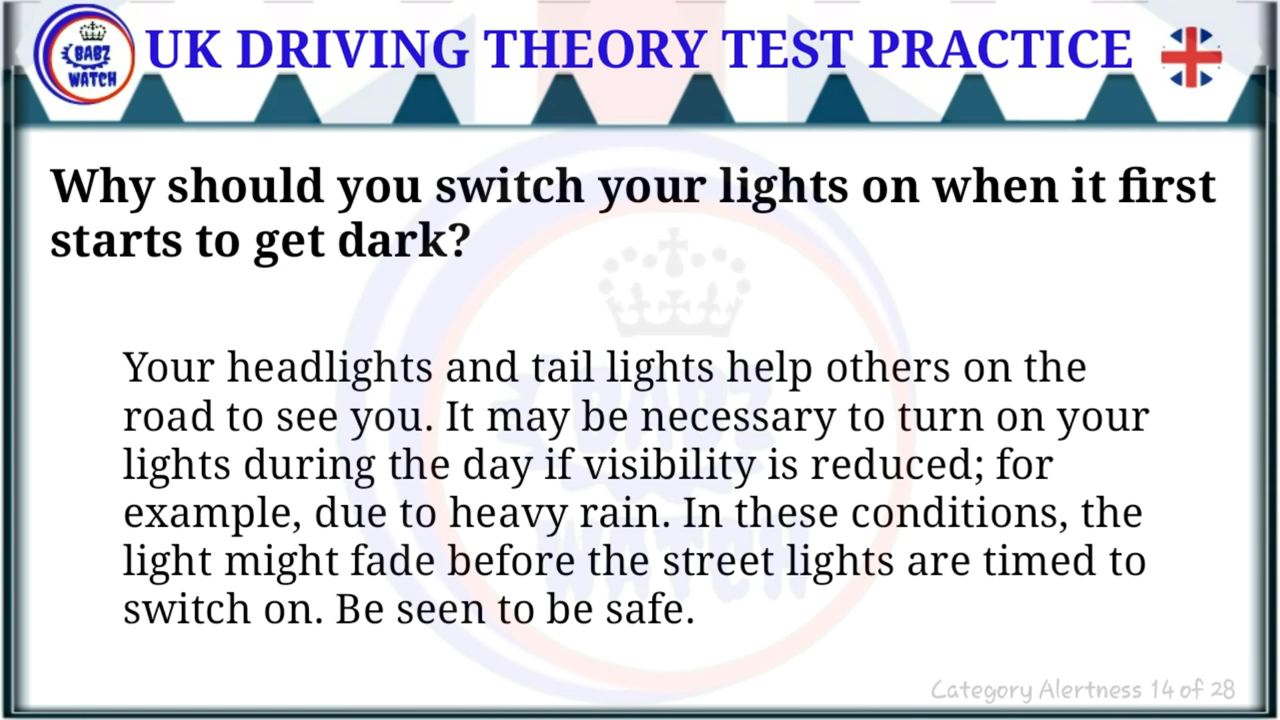 BABZ
WATCH
UK DRIVING THEORY TEST PRACTICE
Why should you switch your lights on when it first
starts to get dark?
Your headlights and tail lights help others on the
road to see you. It may be necessary to turn on your
lights during the day if visibility is reduced; for
example, due to heavy rain. In these conditions, the
light might fade before the street lights are timed to
switch on. Be seen to be safe.
BABZ
WATCH
Category Alertness 14 of 28